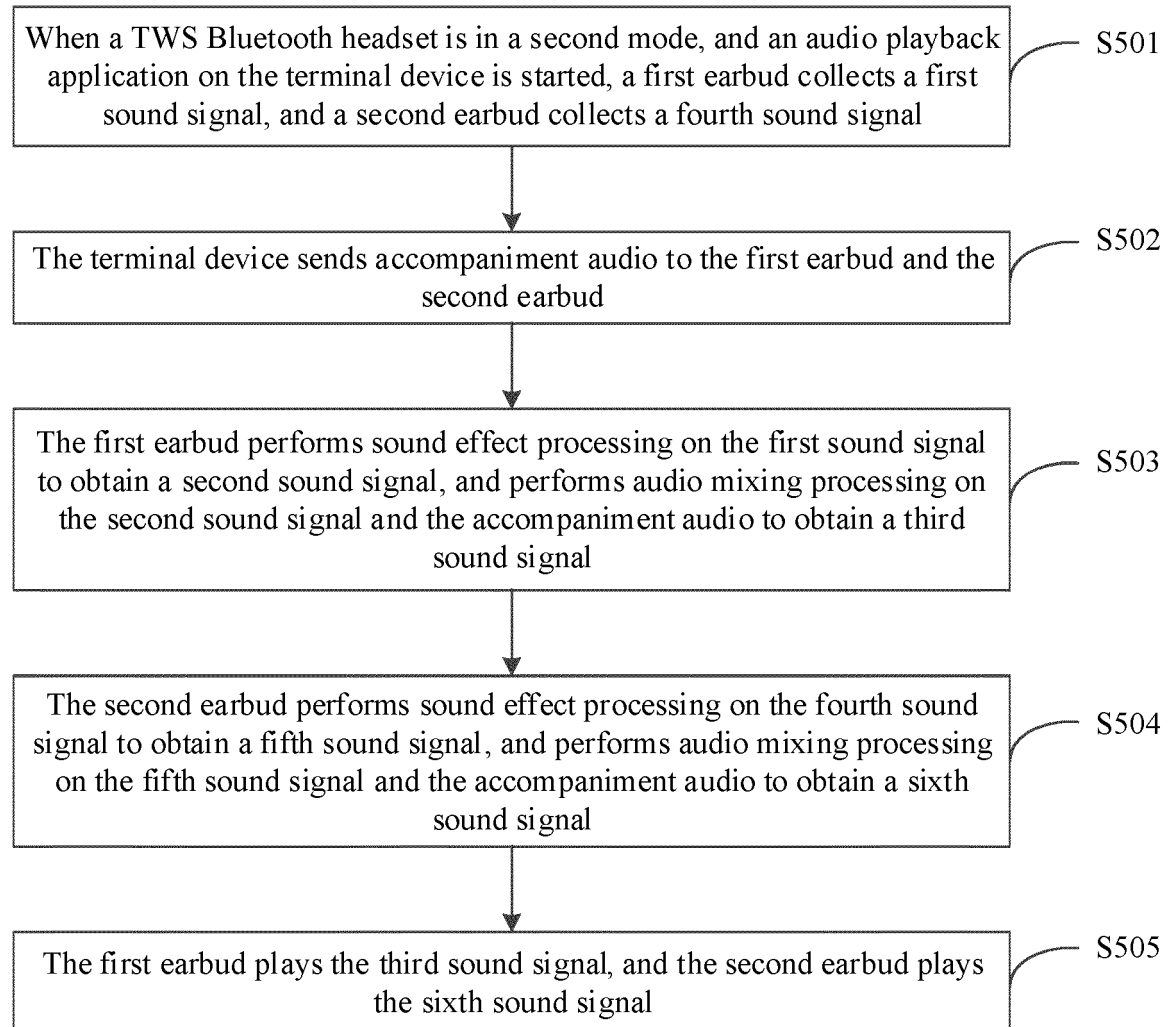 When a TWS Bluetooth headset is in a second mode, and an audio playback
application on the terminal device is started, a first earbud collects a first
sound signal, and a second earbud collects a fourth sound signal
S501
The terminal device sends accompaniment audio to the first earbud and the
second earbud
S502
The first earbud performs sound effect processing on the first sound signal
to obtain a second sound signal, and performs audio mixing processing on
the second sound signal and the accompaniment audio to obtain a third
sound signal
S503
The second earbud performs sound effect processing on the fourth sound
signal to obtain a fifth sound signal, and performs audio mixing processing
on the fifth sound signal and the accompaniment audio to obtain a sixth
sound signal
S504
The first earbud plays the third sound signal, and the second earbud plays
the sixth sound signal
S505